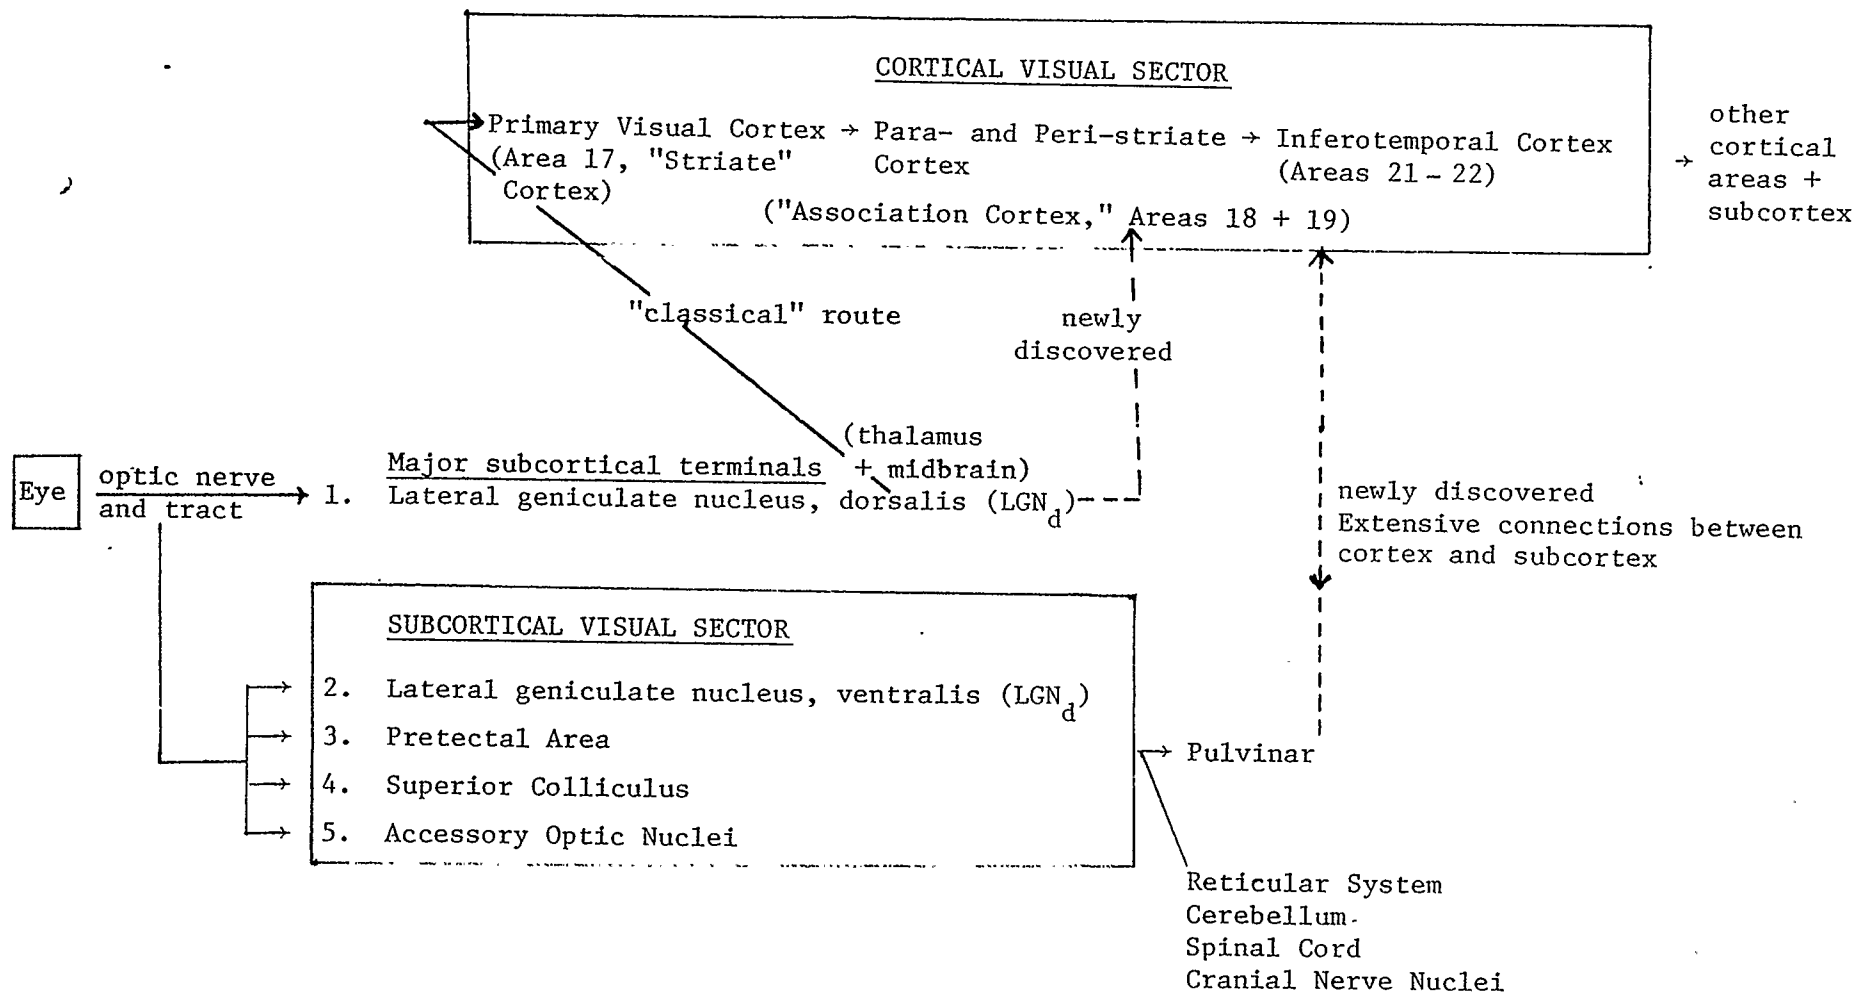 CORTICAL VISUAL SECTOR
Primary Visual Cortex → Para- and Peri-striate → Inferotemporal Cortex
(Area 17, "Striate" Cortex (Areas 21 - 22)
Cortex)
("Association Cortex," Areas 18 + 19)
→ other
cortical
areas +
subcortex
"classical" route
newly
discovered
(thalamus
Major subcortical terminals + midbrain)
Eye
optic nerve
and tract
1. Lateral geniculate nucleus, dorsalis (LGNd)
newly discovered
Extensive connections between
cortex and subcortex
SUBCORTICAL VISUAL SECTOR
2. Lateral geniculate nucleus, ventralis (LGNd)
3. Pretectal Area
4. Superior Colliculus
5. Accessory Optic Nuclei
→ Pulvinar
Reticular System
Cerebellum
Spinal Cord
Cranial Nerve Nuclei